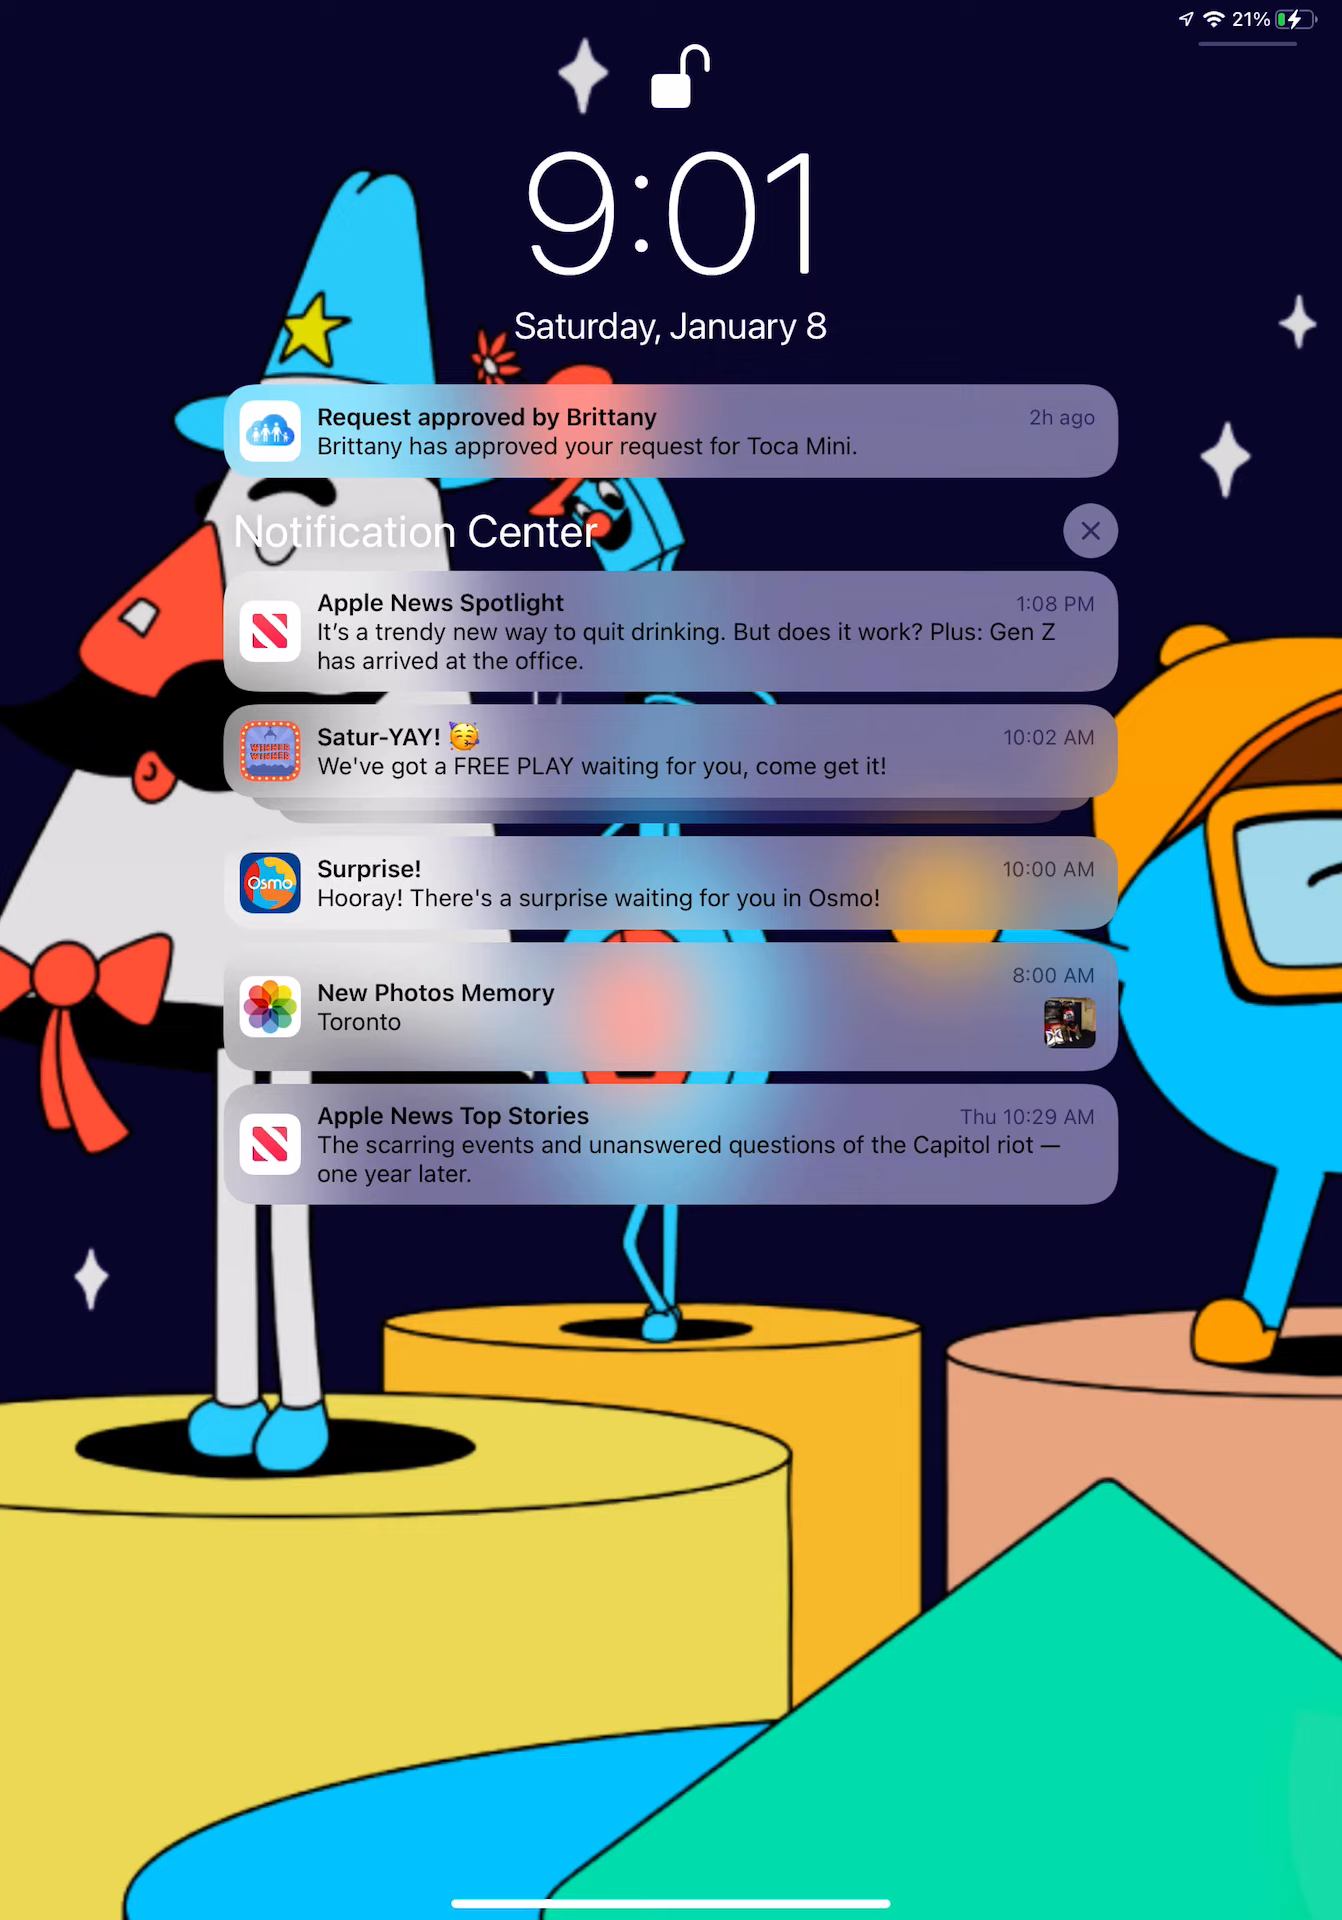 21%
9:01
Saturday, January 8
Request approved by Brittany
2h ago
Brittany has approved your request for Toca Mini.
Notification Center
Apple News Spotlight
1:08 PM
It’s a trendy new way to quit drinking. But does it work? Plus: Gen Z
has arrived at the office.
Satur-YAY! 🥳
10:02 AM
We've got a FREE PLAY waiting for you, come get it!
WINNER
WINNER
Surprise!
10:00 AM
Osmo
Hooray! There's a surprise waiting for you in Osmo!
New Photos Memory
8:00 AM
Toronto
Apple News Top Stories
Thu 10:29 AM
The scarring events and unanswered questions of the Capitol riot —
one year later.